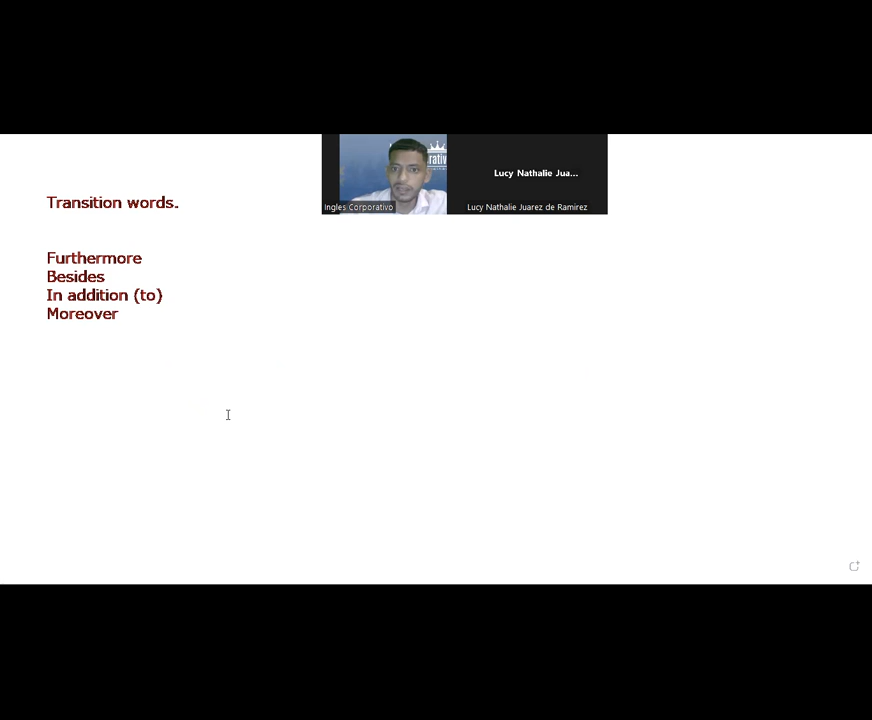 Transition words.
Furthermore
Besides
In addition (to)
Moreover
Lucy Nathalie Jua...
Ingles Corporativo
Lucy Nathalie Juarez de Ramirez